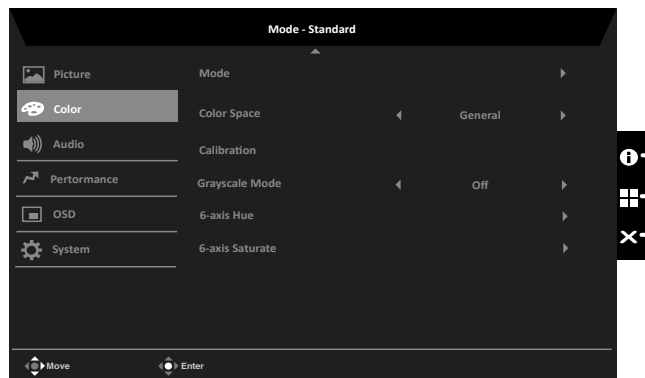 Mode - Standard
Picture
Mode
Color
Color Space General
Audio
Calibration
Pertormance
Grayscale Mode Off
OSD
6-axis Hue
System
6-axis Saturate
Move Enter